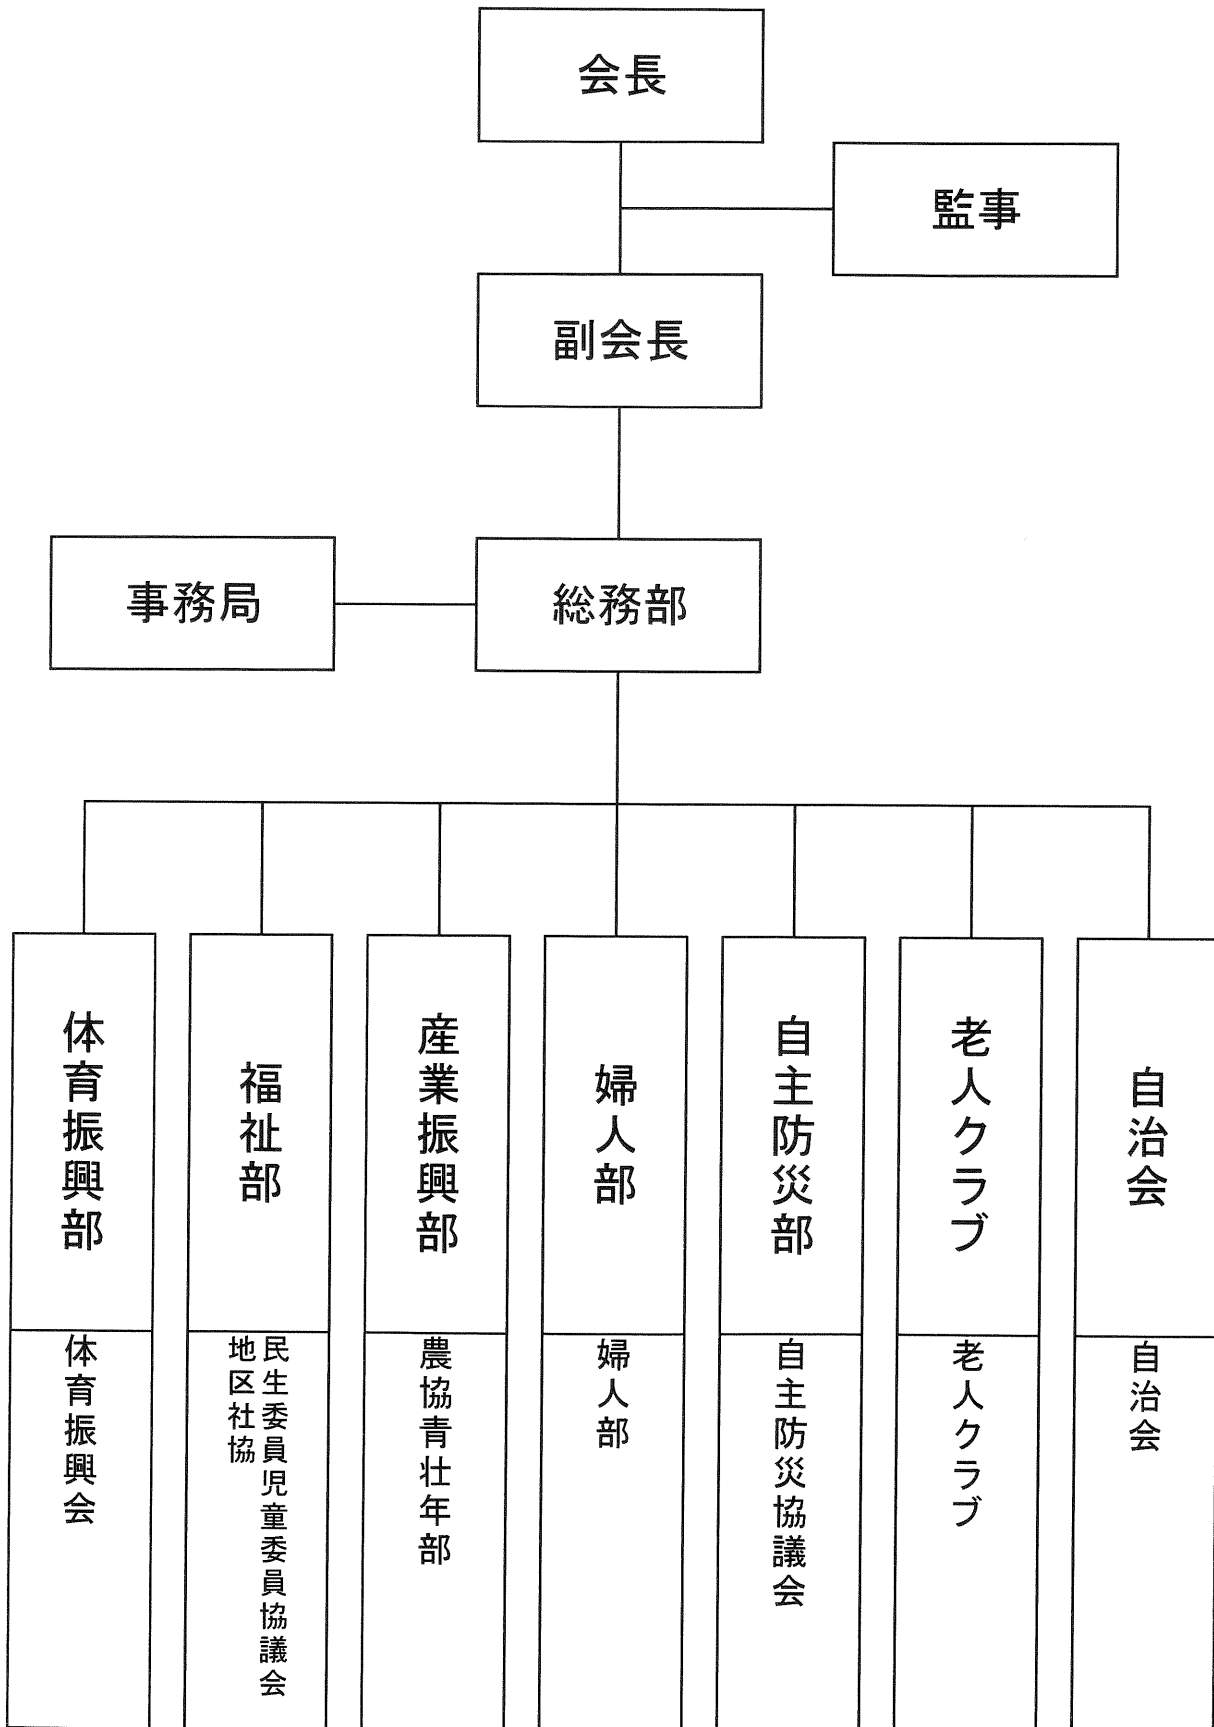 会長
監事
副会長
事務局
総務部
体育振興部
福祉部
産業振興部
婦人部
自主防災部
老人クラブ
自治会
体育振興会
民生委員児童委員協議会
地区社協
農協青壮年部
婦人部
自主防災協議会
老人クラブ
自治会